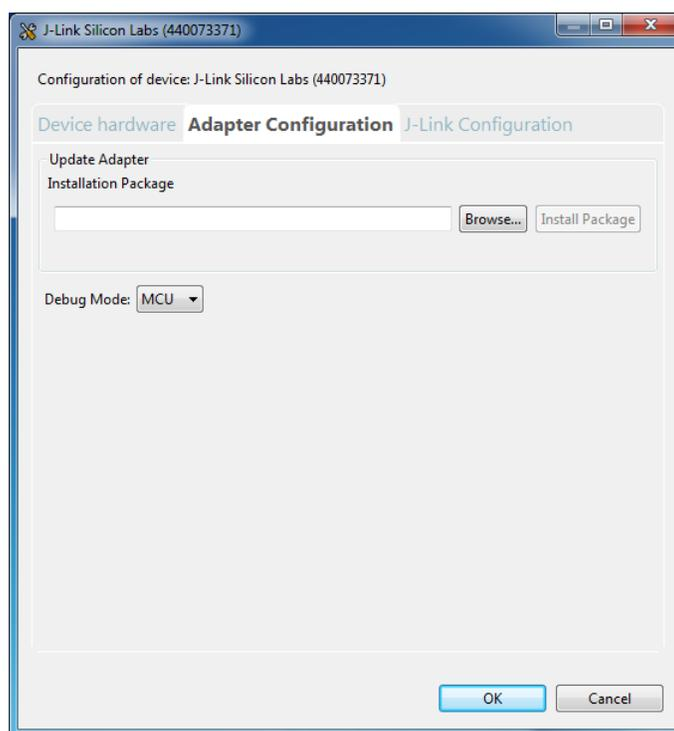 J-Link Silicon Labs (440073371)
Configuration of device: J-Link Silicon Labs (440073371)
Device hardware Adapter Configuration J-Link Configuration
Update Adapter
Installation Package
Browse... Install Package
Debug Mode: MCU
OK Cancel